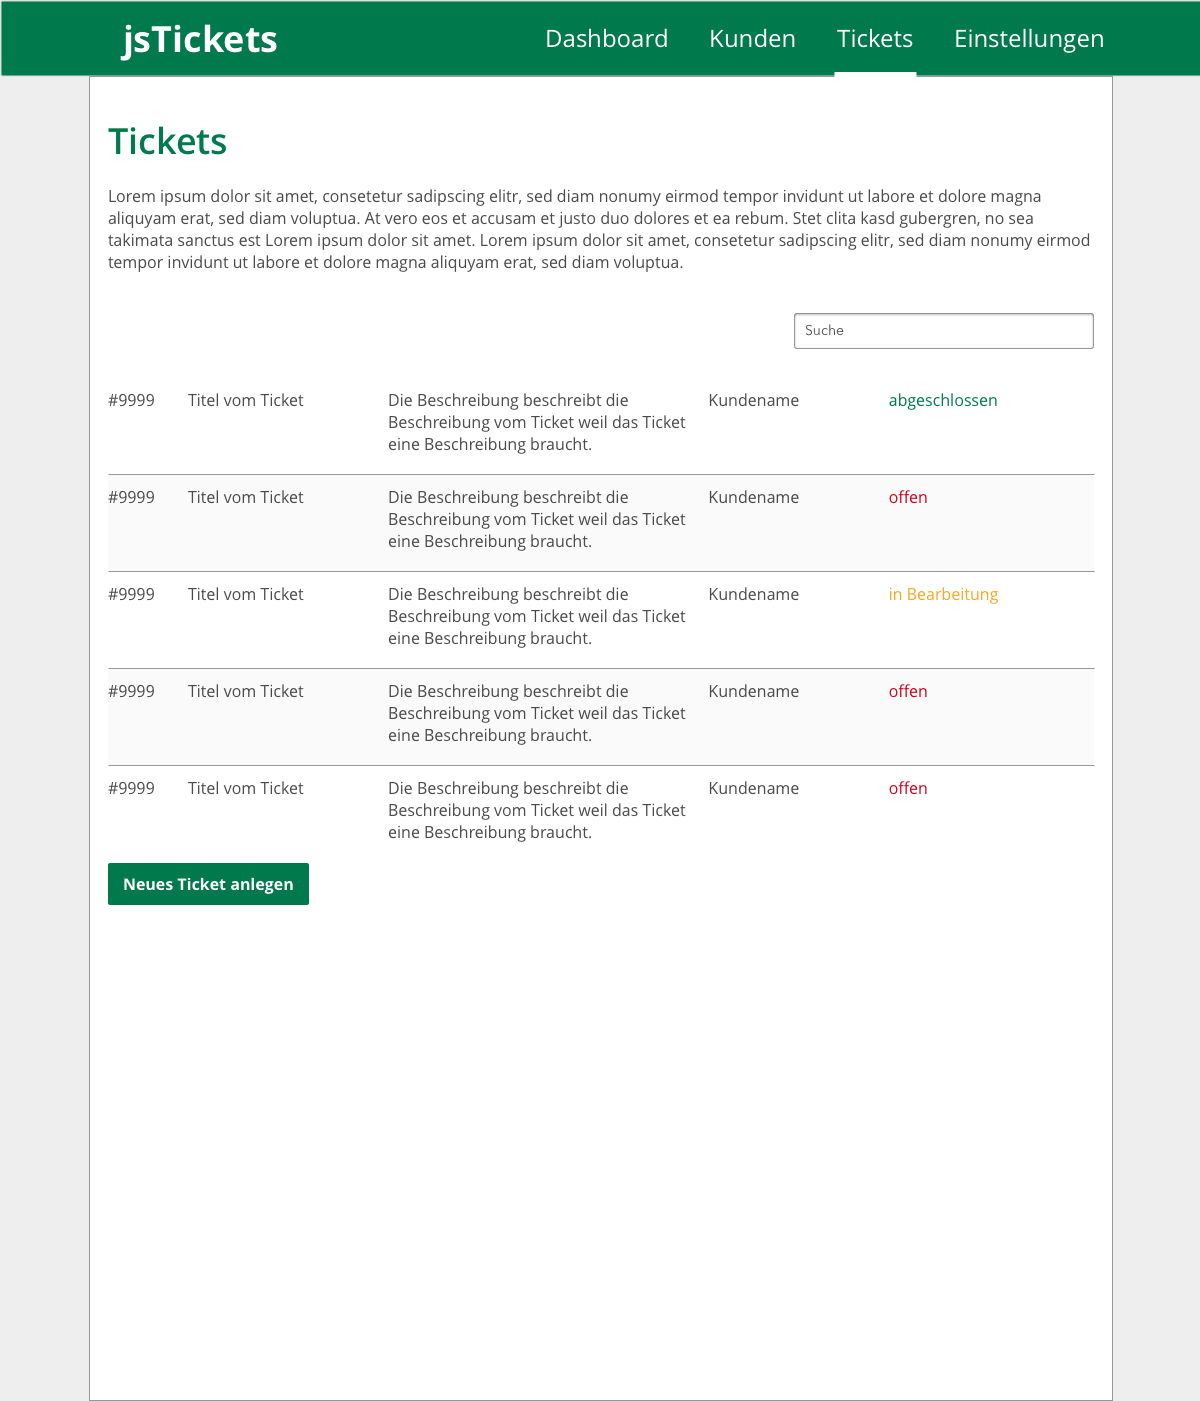 jsTickets Dashboard Kunden Tickets Einstellungen
Tickets
Lorem ipsum dolor sit amet, consetetur sadipscing elitr, sed diam nonumy eirmod tempor invidunt ut labore et dolore magna
aliquyam erat, sed diam voluptua. At vero eos et accusam et justo duo dolores et ea rebum. Stet clita kasd gubergren, no sea
takimata sanctus est Lorem ipsum dolor sit amet. Lorem ipsum dolor sit amet, consetetur sadipscing elitr, sed diam nonumy eirmod
tempor invidunt ut labore et dolore magna aliquyam erat, sed diam voluptua.
Suche
#9999 Titel vom Ticket Die Beschreibung beschreibt die Kundename abgeschlossen
Beschreibung vom Ticket weil das Ticket
eine Beschreibung braucht.
#9999 Titel vom Ticket Die Beschreibung beschreibt die Kundename offen
Beschreibung vom Ticket weil das Ticket
eine Beschreibung braucht.
#9999 Titel vom Ticket Die Beschreibung beschreibt die Kundename in Bearbeitung
Beschreibung vom Ticket weil das Ticket
eine Beschreibung braucht.
#9999 Titel vom Ticket Die Beschreibung beschreibt die Kundename offen
Beschreibung vom Ticket weil das Ticket
eine Beschreibung braucht.
#9999 Titel vom Ticket Die Beschreibung beschreibt die Kundename offen
Beschreibung vom Ticket weil das Ticket
eine Beschreibung braucht.
Neues Ticket anlegen